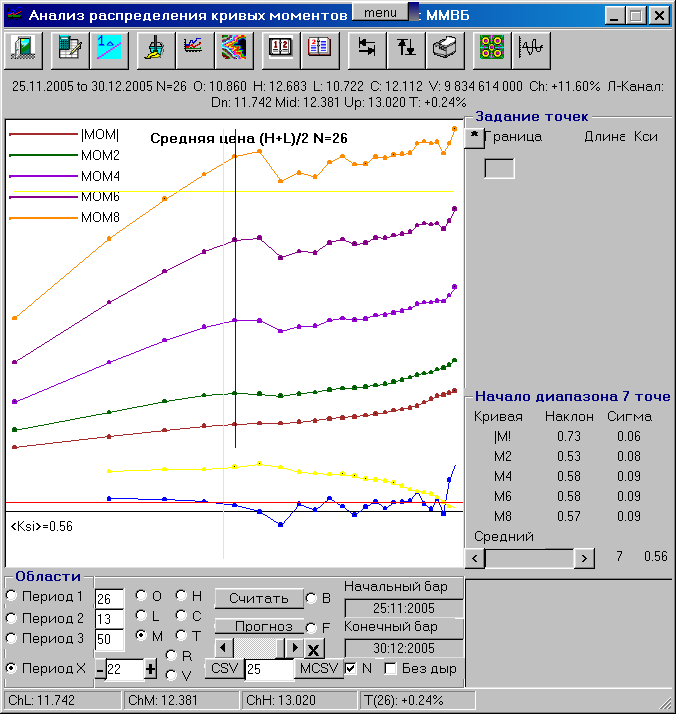 Анализ распределения кривых моментов
menu
: ММВБ
25.11.2005 to 30.12.2005 N=26 O: 10.860 H: 12.683 L: 10.722 C: 12.112 V: 9 834 614 000 Ch: +11.60% Л-Канал:
Dn: 11.742 Mid: 12.381 Up: 13.020 T: +0.24%
Средняя цена (H+L)/2 N=26
|MOM|
MOM2
MOM4
MOM6
MOM8
<Ksi>=0.56
Задание точек
Граница Длине Кси
Начало диапазона 7 точе
Кривая Наклон Сигма
|M! 0.73 0.06
M2 0.53 0.08
M4 0.58 0.09
M6 0.58 0.09
M8 0.57 0.09
Средний
7 0.56
Области
Период 1 26 O H Считать B
Период 2 13 L C
Период 3 50 M T Прогноз F
R X
Период X - 22 + V CSV 25 MCSV N Без дыр
Начальный бар
25:11:2005
Конечный бар
30:12:2005
ChL: 11.742 ChM: 12.381 ChH: 13.020 T(26): +0.24%